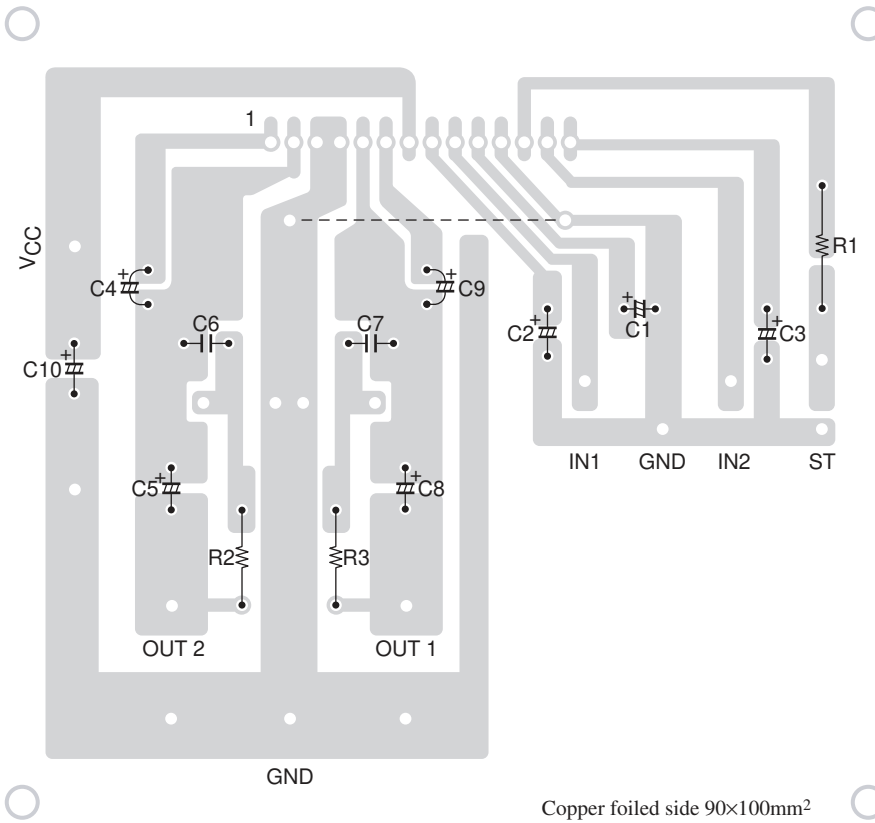 1
VCC
R1
C4
+
C9
+
C6
C7
C2
+
C1
+
C3
+
C10
+
IN1
GND
IN2
ST
C5
+
C8
+
R2
R3
OUT 2
OUT 1
GND
Copper foiled side 90×100mm2